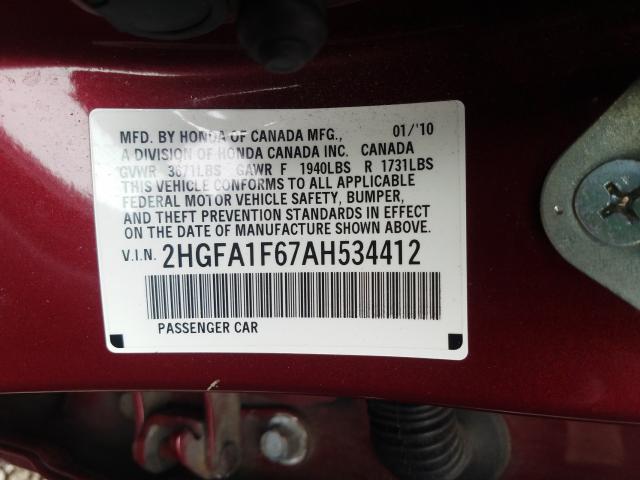 MFD. BY HONDA OF CANADA MFG., 01/'10
A DIVISION OF HONDA CANADA INC. CANADA
GVWR 3671LBS GAWR F 1940LBS R 1731LBS
THIS VEHICLE CONFORMS TO ALL APPLICABLE
FEDERAL MOTOR VEHICLE SAFETY, BUMPER,
AND THEFT PREVENTION STANDARDS IN EFFECT
ON THE DATE OF MANUFACTURE SHOWN ABOVE.
V.I.N. 2HGFA1F67AH534412
PASSENGER CAR